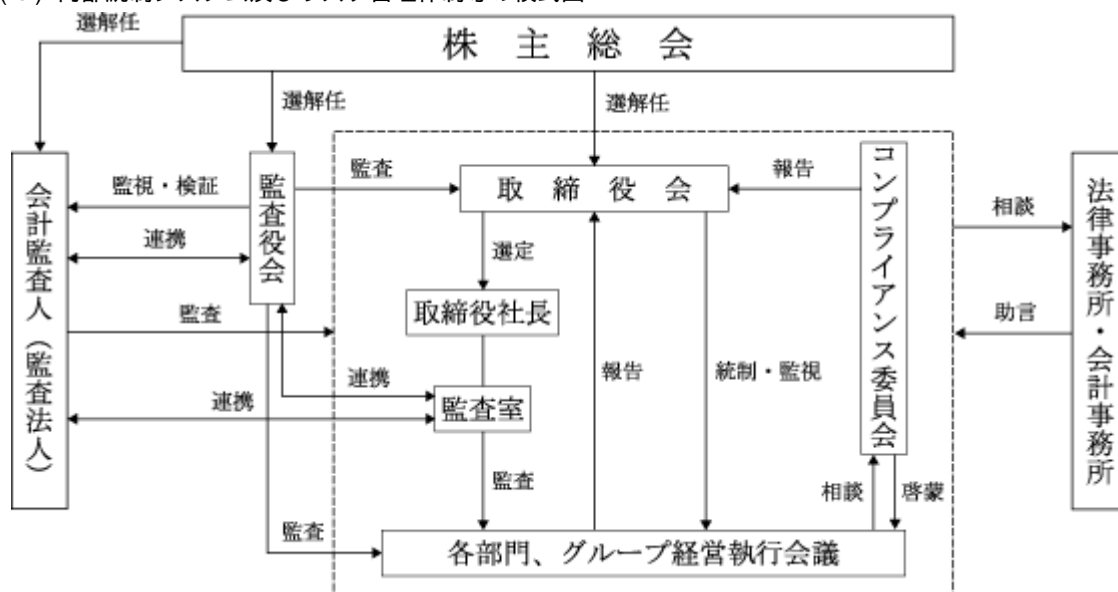 選解任
株主総会
選解任
選解任
会計監査人（監査法人）
監視・検証
連携
監査
連携
監査役会
監査
取締役会
報告
コンプライアンス委員会
選定
取締役社長
連携
監査室
報告
統制・監視
監査
監査
相談
啓蒙
各部門、グループ経営執行会議
相談
助言
法律事務所・会計事務所